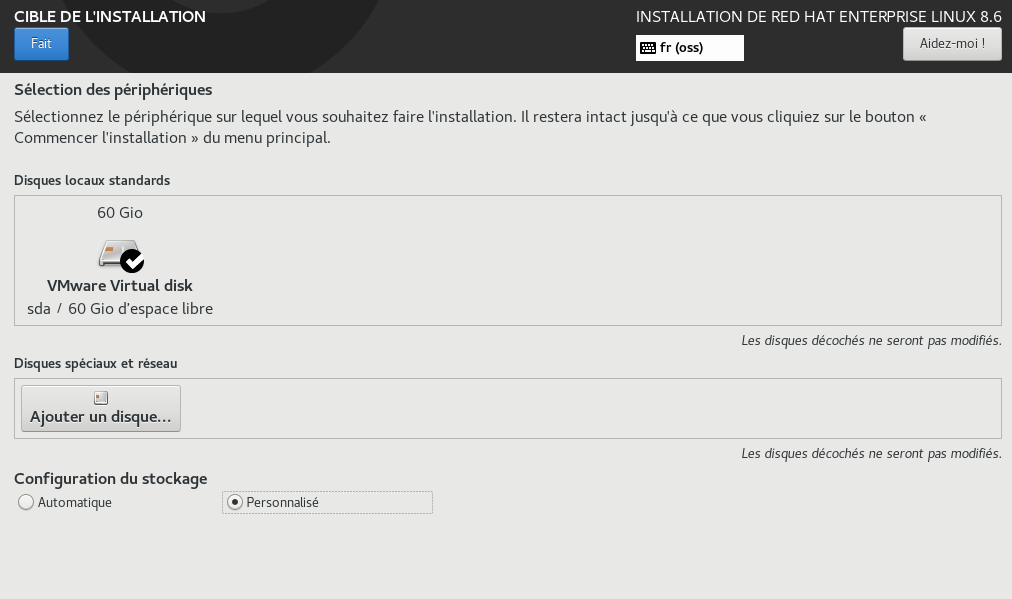 CIBLE DE L'INSTALLATION
INSTALLATION DE RED HAT ENTERPRISE LINUX 8.6
Fait
fr (oss)
Aidez-moi !
Sélection des périphériques
Sélectionnez le périphérique sur lequel vous souhaitez faire l'installation. Il restera intact jusqu'à ce que vous cliquiez sur le bouton «
Commencer l'installation » du menu principal.
Disques locaux standards
60 Gio
VMware Virtual disk
sda / 60 Gio d'espace libre
Les disques décochés ne seront pas modifiés.
Disques spéciaux et réseau
Ajouter un disque…
Les disques décochés ne seront pas modifiés.
Configuration du stockage
Automatique
Personnalisé